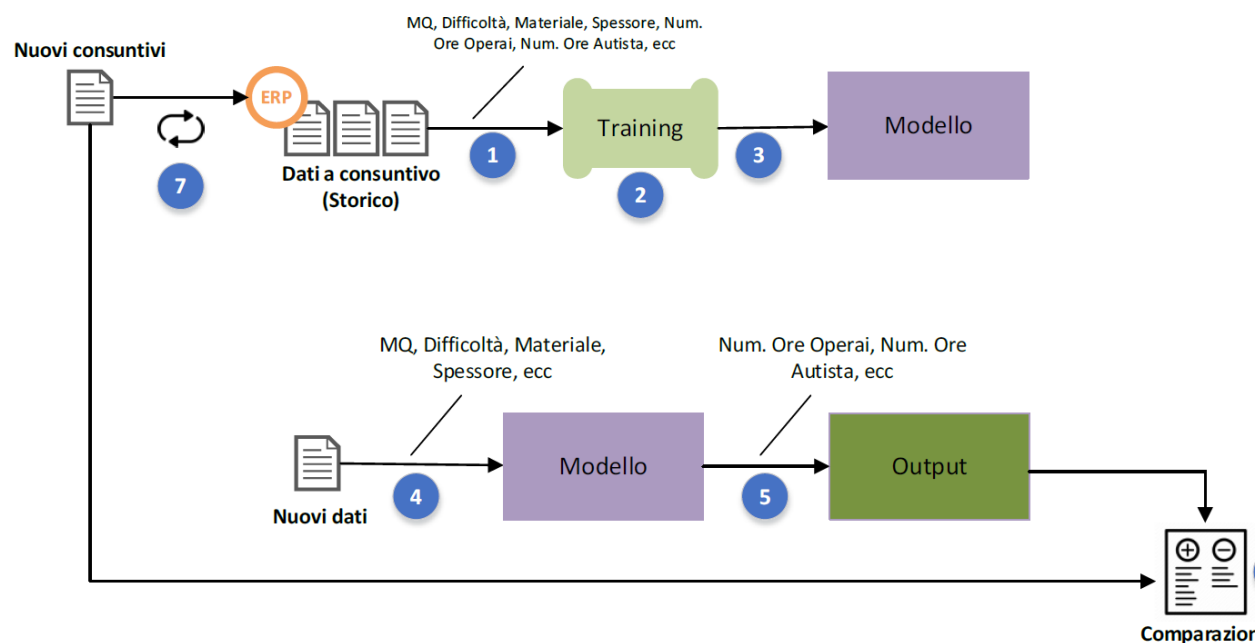 MQ, Difficoltà, Materiale, Spessore, Num.
Ore Operai, Num. Ore Autista, ecc
Nuovi consuntivi
ERP
Training
Modello
1
3
7
2
Dati a consuntivo
(Storico)
MQ, Difficoltà, Materiale,
Spessore, ecc
Num. Ore Operai, Num. Ore
Autista, ecc
Modello
Output
4
5
Nuovi dati
Comparazion